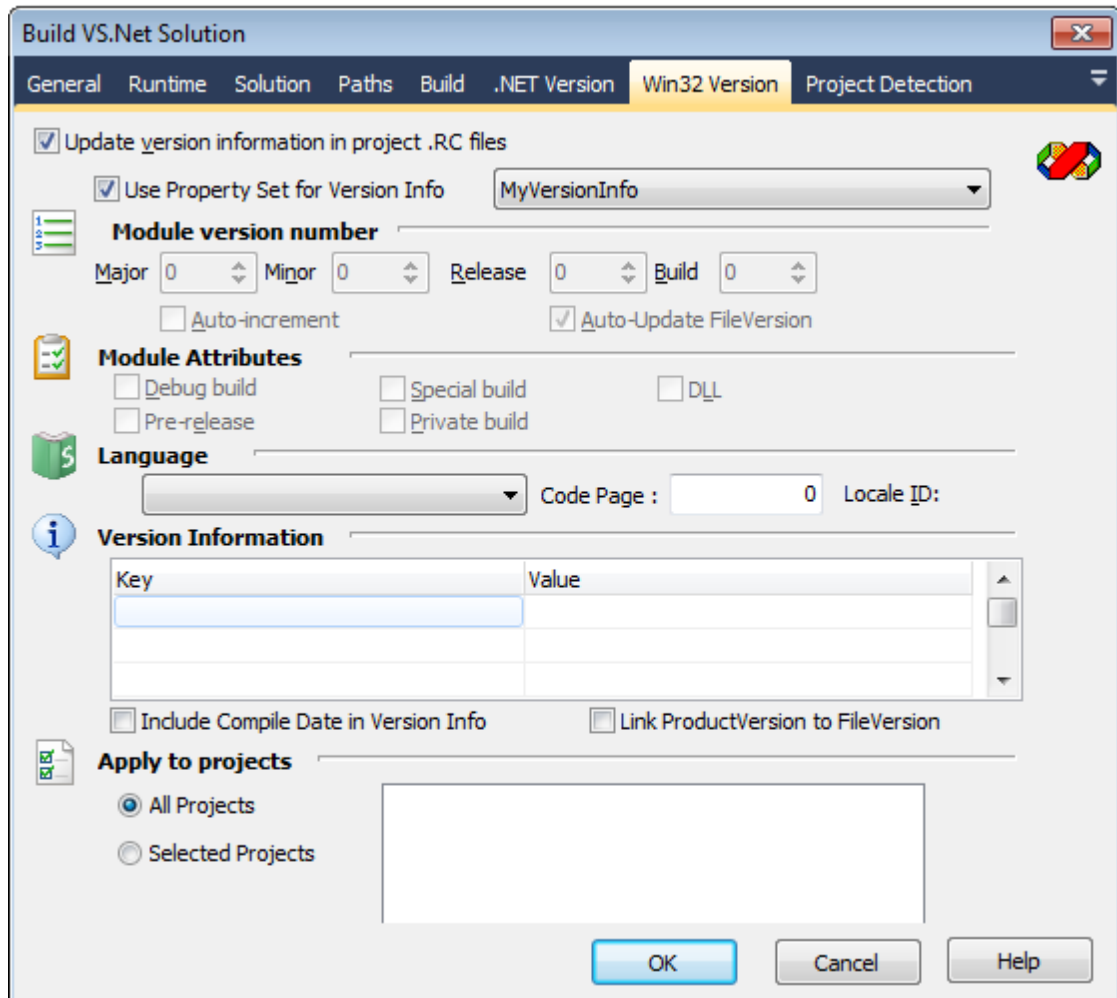 Build VS.Net Solution
General Runtime Solution Paths Build .NET Version Win32 Version Project Detection
Update version information in project .RC files
Use Property Set for Version Info MyVersionInfo
Module version number
Major 0 Minor 0 Release 0 Build 0
Auto-increment Auto-Update FileVersion
Module Attributes
Debug build Special build DLL
Pre-release Private build
Language
Code Page : 0 Locale ID:
Version Information
Key Value
Include Compile Date in Version Info Link ProductVersion to FileVersion
Apply to projects
All Projects
Selected Projects
OK Cancel Help